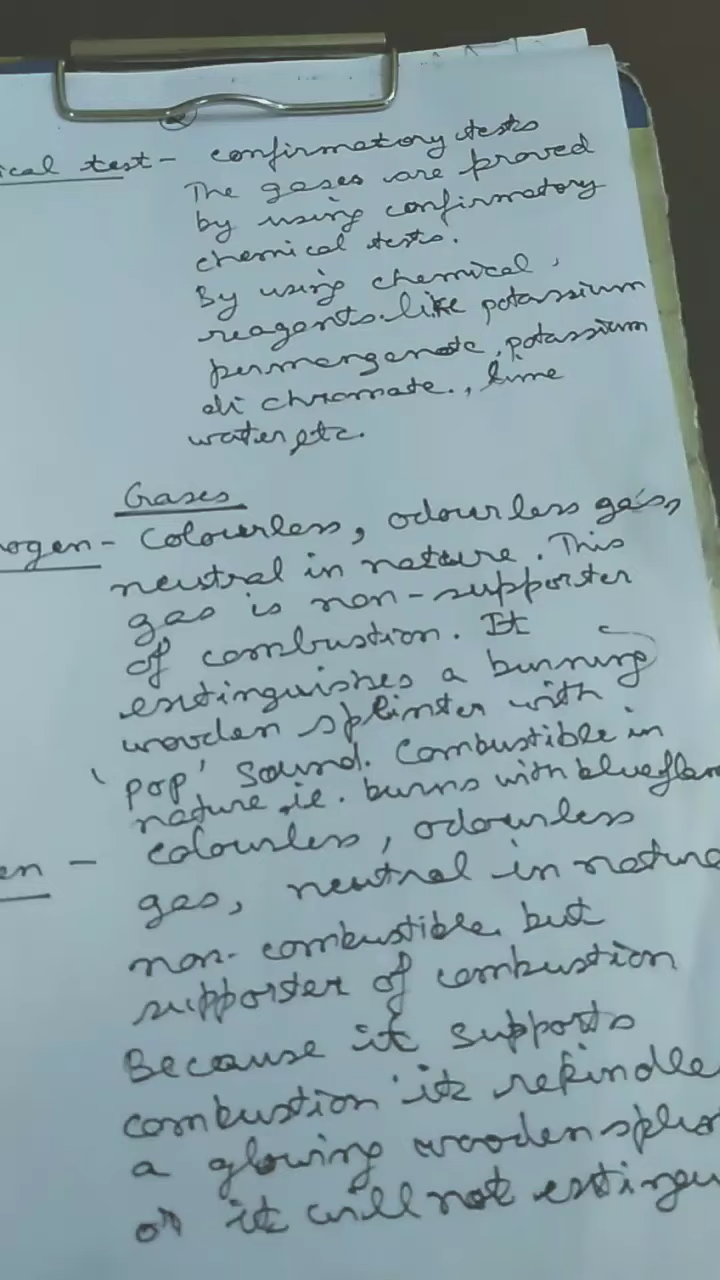 ical test - confirmatory tests
The gases are proved
by using confirmatory
chemical tests.
By using chemical
reagents like potassium
permanganate, potassium
di chromate, lime
water, etc.
Gases
ogen - Colourless, odourless gas,
neutral in nature. This
gas is non-supporter
of combustion. It
extinguishes a burning
wooden splinter with
'pop' sound. Combustible in
nature i.e. burns with blue flam
en - colourless, odourless
gas, neutral in nature
non-combustible but
supporter of combustion
Because it supports
combustion it rekindle
a glowing wooden splin
or it will not extingu